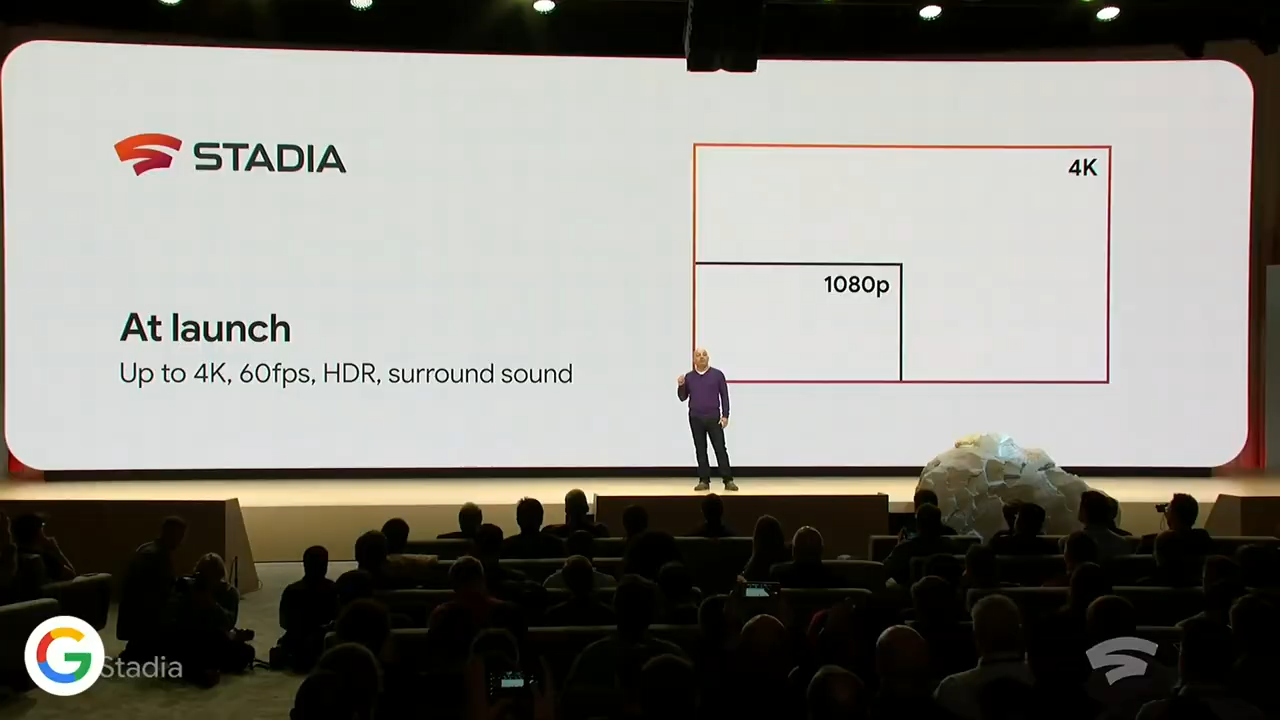 STADIA
4K
1080p
At launch
Up to 4K, 60fps, HDR, surround sound
G Stadia